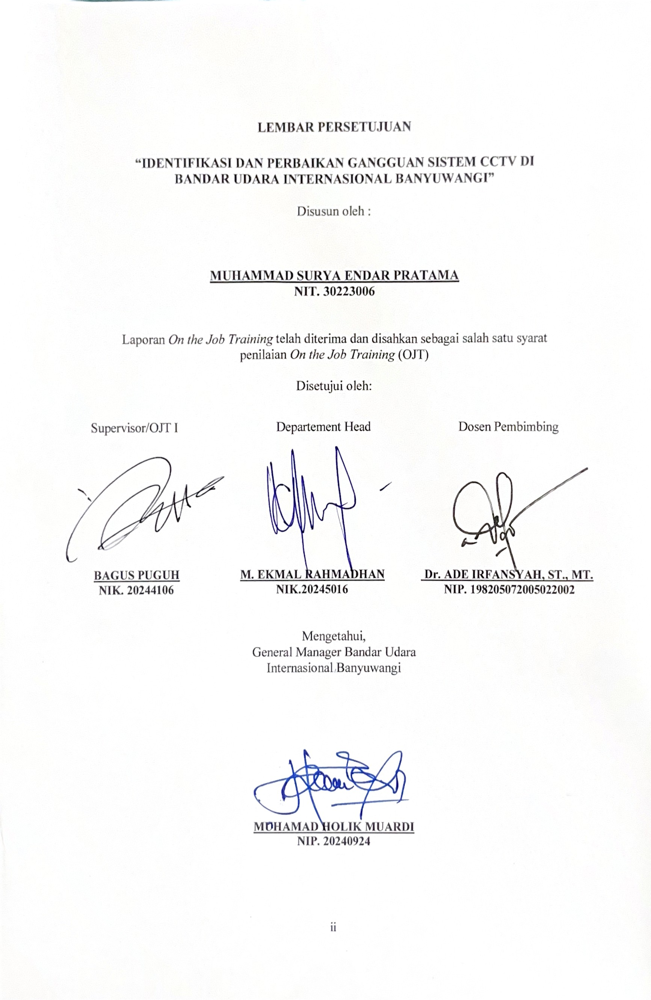 LEMBAR PERSETUJUAN
“IDENTIFIKASI DAN PERBAIKAN GANGGUAN SISTEM CCTV DI
BANDAR UDARA INTERNASIONAL BANYUWANGI”
Disusun oleh :
MUHAMMAD SURYA ENDAR PRATAMA
NIT. 30223006
Laporan On the Job Training telah diterima dan disahkan sebagai salah satu syarat
penilaian On the Job Training (OJT)
Disetujui oleh:
Supervisor/OJT I
Departement Head
Dosen Pembimbing
BAGUS PUGUH
NIK. 20244106
M. EKMAL RAHMADHAN
NIK.20245016
Dr. ADE IRFANSYAH, ST., MT.
NIP. 198205072005022002
Mengetahui,
General Manager Bandar Udara
Internasional Banyuwangi
MOHAMAD HOLIK MUARDI
NIP. 20240924
ii